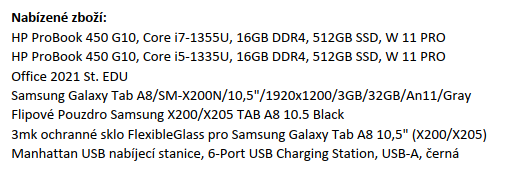 Nabízené zboží:
HP ProBook 450 G10, Core i7-1355U, 16GB DDR4, 512GB SSD, W 11 PRO
HP ProBook 450 G10, Core i5-1335U, 16GB DDR4, 512GB SSD, W 11 PRO
Office 2021 St. EDU
Samsung Galaxy Tab A8/SM-X200N/10,5"/1920x1200/3GB/32GB/An11/Gray
Flipové Pouzdro Samsung X200/X205 TAB A8 10.5 Black
3mk ochranné sklo FlexibleGlass pro Samsung Galaxy Tab A8 10,5" (X200/X205)
Manhattan USB nabíjecí stanice, 6-Port USB Charging Station, USB-A, černá